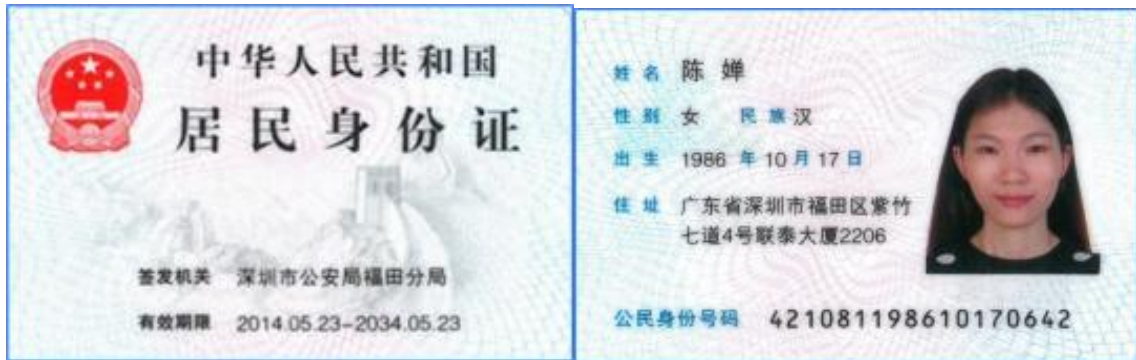 中华人民共和国
居民身份证
签发机关 深圳市公安局福田分局
有效期限 2014.05.23-2034.05.23
姓名 陈婵
性别 女 民族 汉
出生 1986 年 10 月 17 日
住址 广东省深圳市福田区紫竹
七道4号联泰大厦2206
公民身份号码 421081198610170642